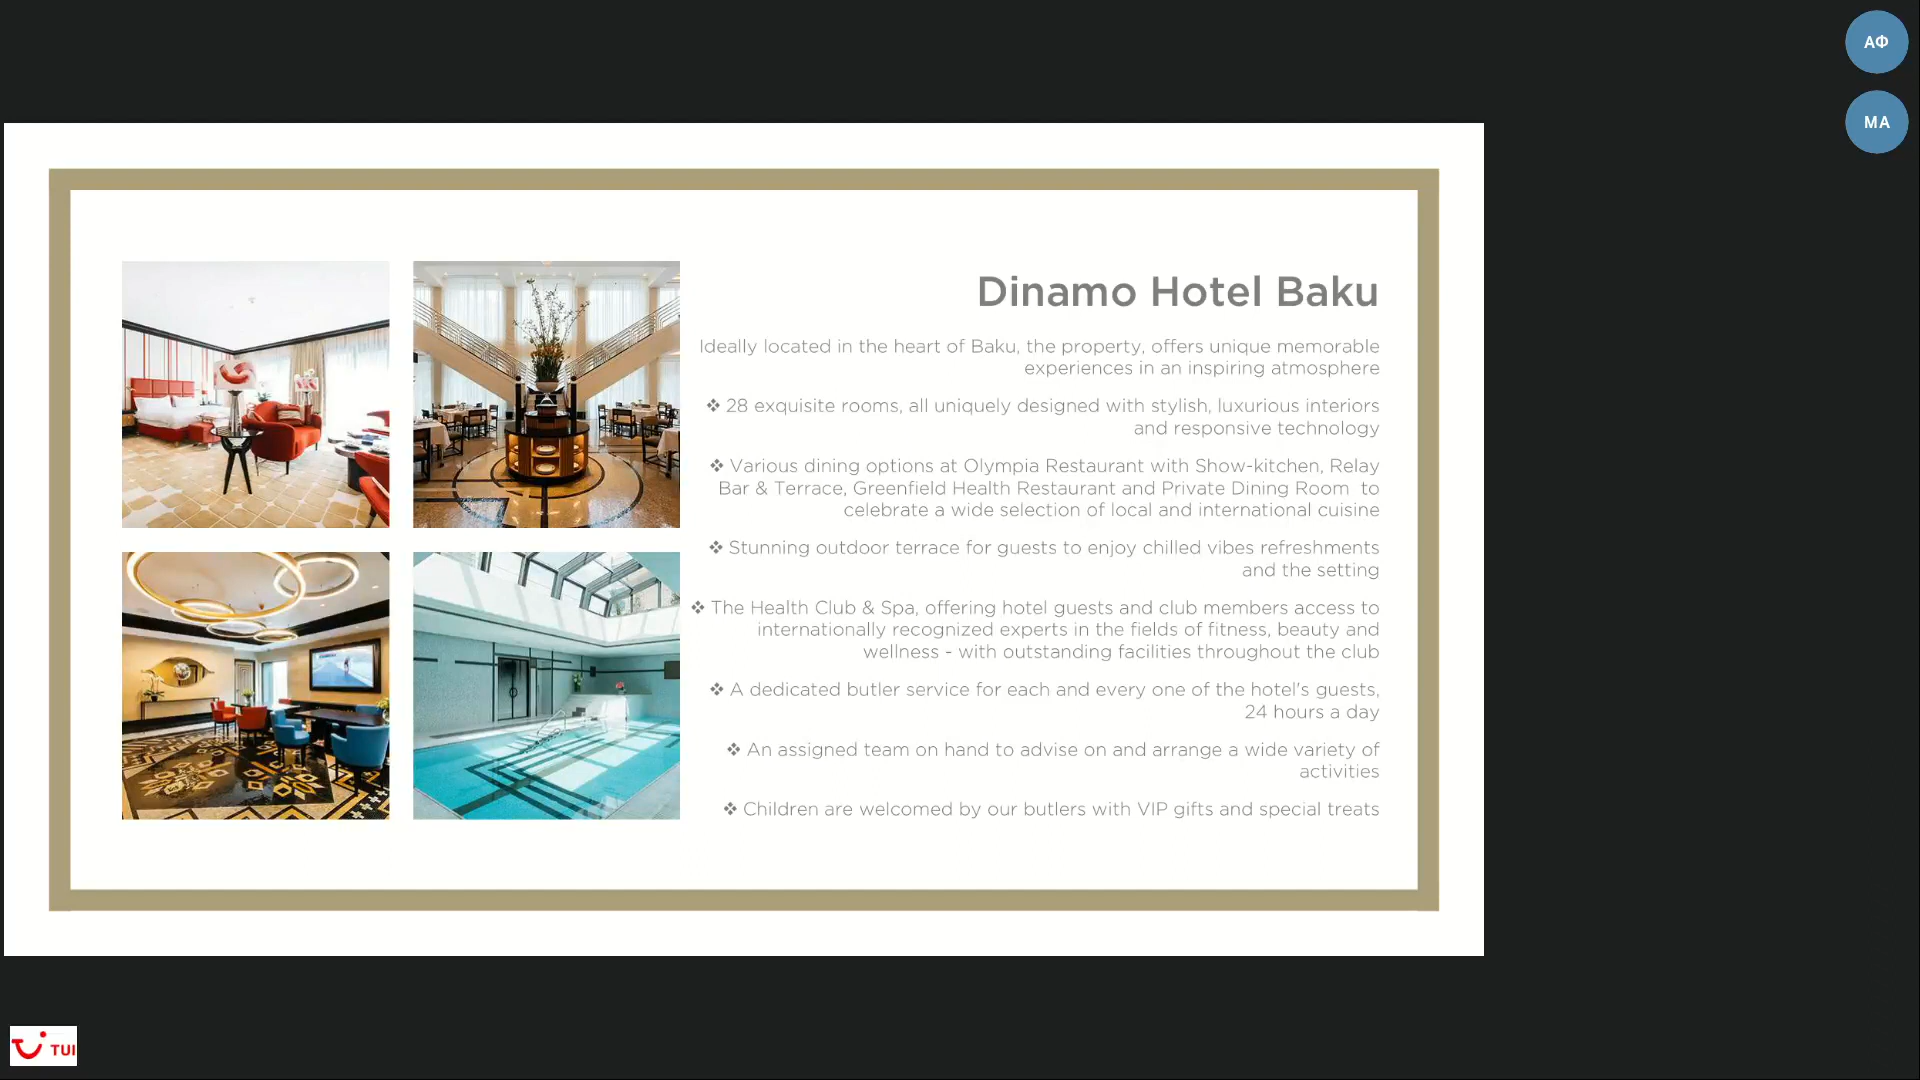 АФ
МА
Dinamo Hotel Baku
Ideally located in the heart of Baku, the property, offers unique memorable
experiences in an inspiring atmosphere
❖ 28 exquisite rooms, all uniquely designed with stylish, luxurious interiors
and responsive technology
❖ Various dining options at Olympia Restaurant with Show-kitchen, Relay
Bar & Terrace, Greenfield Health Restaurant and Private Dining Room to
celebrate a wide selection of local and international cuisine
❖ Stunning outdoor terrace for guests to enjoy chilled vibes refreshments
and the setting
❖ The Health Club & Spa, offering hotel guests and club members access to
internationally recognized experts in the fields of fitness, beauty and
wellness - with outstanding facilities throughout the club
❖ A dedicated butler service for each and every one of the hotel's guests,
24 hours a day
❖ An assigned team on hand to advise on and arrange a wide variety of
activities
❖ Children are welcomed by our butlers with VIP gifts and special treats
TUI